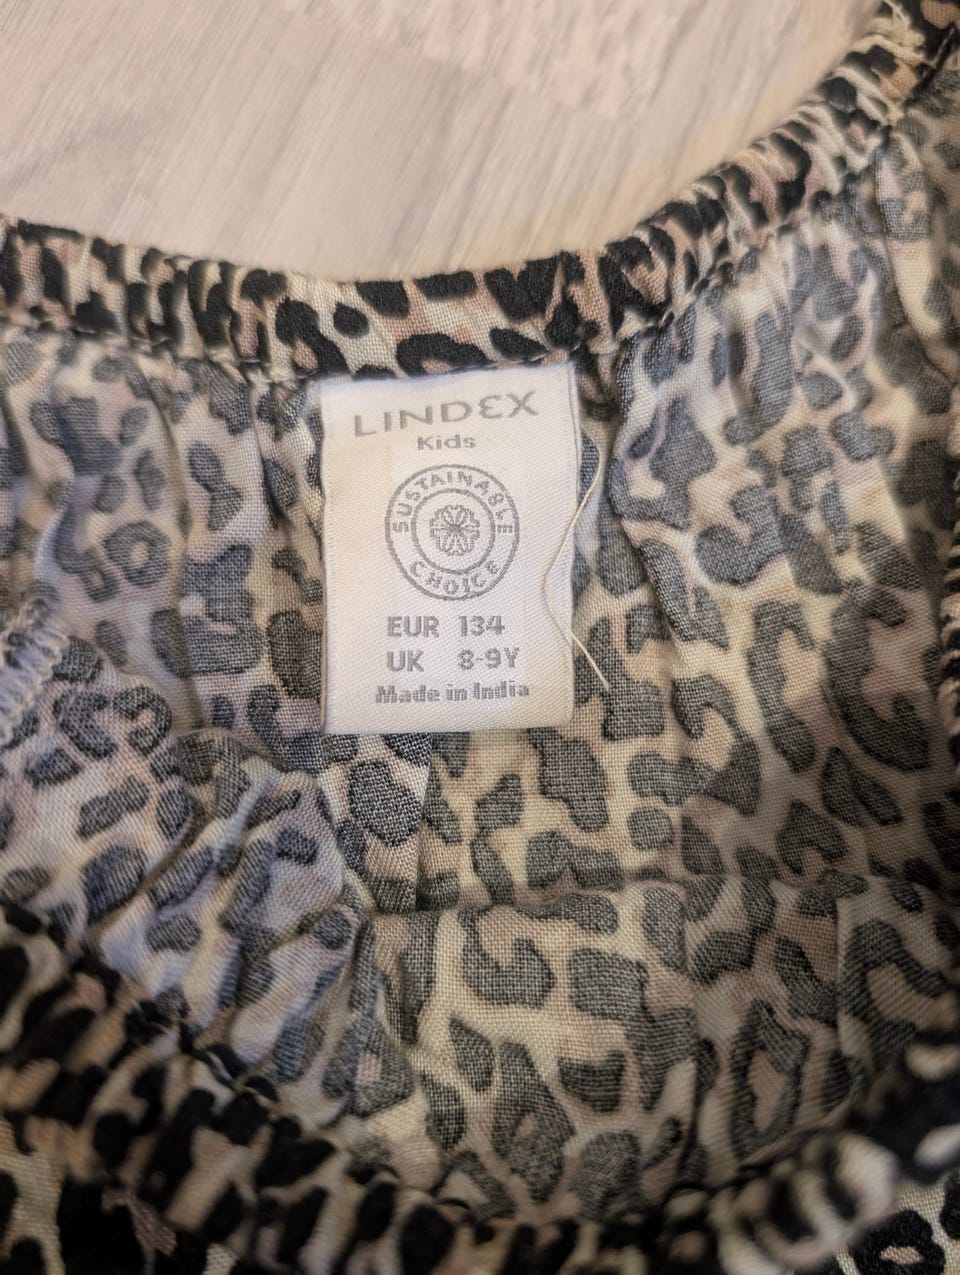 LINDEX
Kids
SUSTAINABLE
CHOICE
EUR 134
UK 8-9Y
Made in India